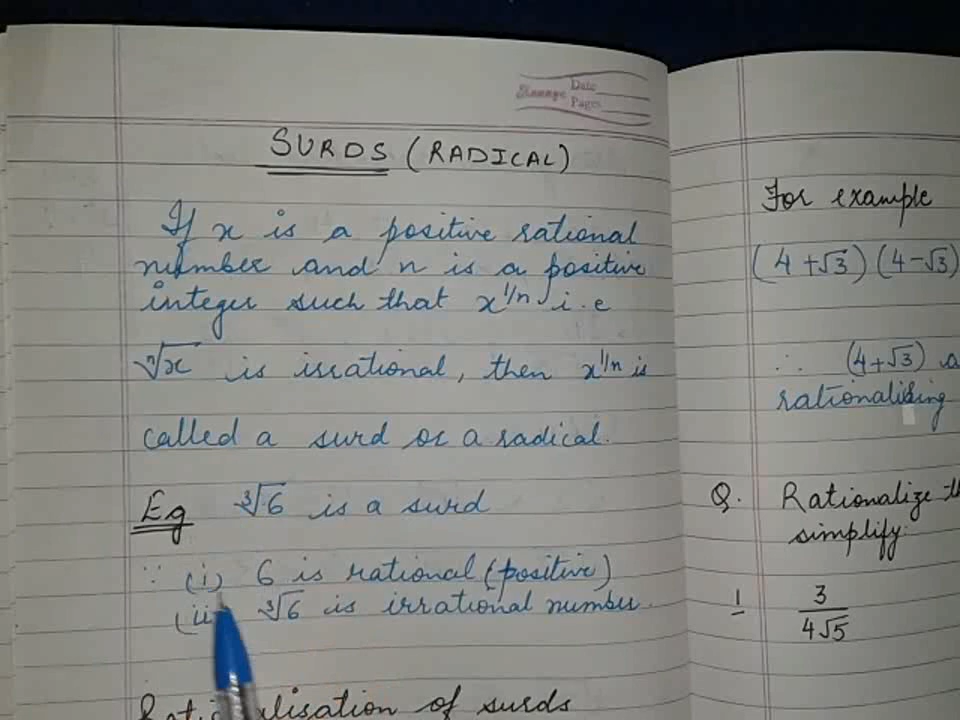 Date
Pages
SURDS (RADICAL)
If x is a positive rational
number and n is a positive
integer such that x^1/n i.e
ⁿ√x is irrational, then x^1/n is
called a surd or a radical.
Eg ³√6 is a surd
∵ (i) 6 is rational (positive)
(ii) ³√6 is irrational number.
Rationalisation of surds
For example
(4 + √3) (4 - √3)
∴ (4 + √3)
rationalising
Q. Rationalize
simplify.
1 3/4√5